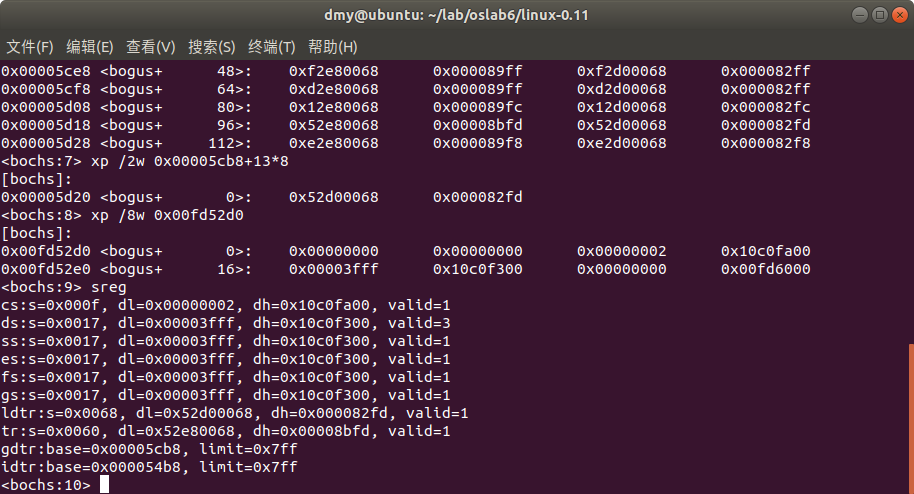 dmy@ubuntu: ~/lab/oslab6/linux-0.11
文件(F) 编辑(E) 查看(V) 搜索(S) 终端(T) 帮助(H)
0x00005ce8 <bogus+      48>:    0xf2e80068      0x000089ff      0xf2d00068      0x000082ff
0x00005cf8 <bogus+      64>:    0xd2e80068      0x000089ff      0xd2d00068      0x000082ff
0x00005d08 <bogus+      80>:    0x12e80068      0x000089fc      0x12d00068      0x000082fc
0x00005d18 <bogus+      96>:    0x52e80068      0x00008bfd      0x52d00068      0x000082fd
0x00005d28 <bogus+     112>:    0xe2e80068      0x000089f8      0xe2d00068      0x000082f8
<bochs:7> xp /2w 0x00005cb8+13*8
[bochs]:
0x00005d20 <bogus+       0>:    0x52d00068      0x000082fd
<bochs:8> xp /8w 0x00fd52d0
[bochs]:
0x00fd52d0 <bogus+       0>:    0x00000000      0x00000000      0x00000002      0x10c0fa00
0x00fd52e0 <bogus+      16>:    0x00003fff      0x10c0f300      0x00000000      0x00fd6000
<bochs:9> sreg
cs:s=0x000f, dl=0x00000002, dh=0x10c0fa00, valid=1
ds:s=0x0017, dl=0x00003fff, dh=0x10c0f300, valid=3
ss:s=0x0017, dl=0x00003fff, dh=0x10c0f300, valid=1
es:s=0x0017, dl=0x00003fff, dh=0x10c0f300, valid=1
fs:s=0x0017, dl=0x00003fff, dh=0x10c0f300, valid=1
gs:s=0x0017, dl=0x00003fff, dh=0x10c0f300, valid=1
ldtr:s=0x0068, dl=0x52d00068, dh=0x000082fd, valid=1
tr:s=0x0060, dl=0x52e80068, dh=0x00008bfd, valid=1
gdtr:base=0x00005cb8, limit=0x7ff
idtr:base=0x000054b8, limit=0x7ff
<bochs:10>